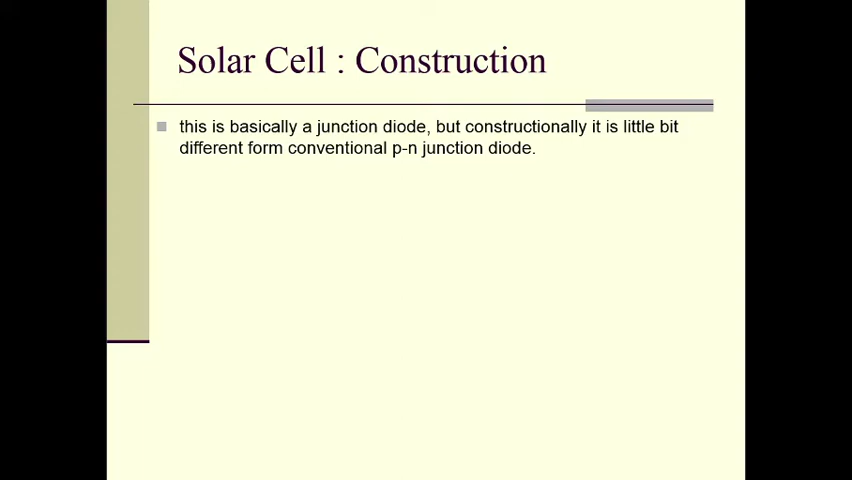 Solar Cell : Construction
this is basically a junction diode, but constructionally it is little bit
different form conventional p-n junction diode.